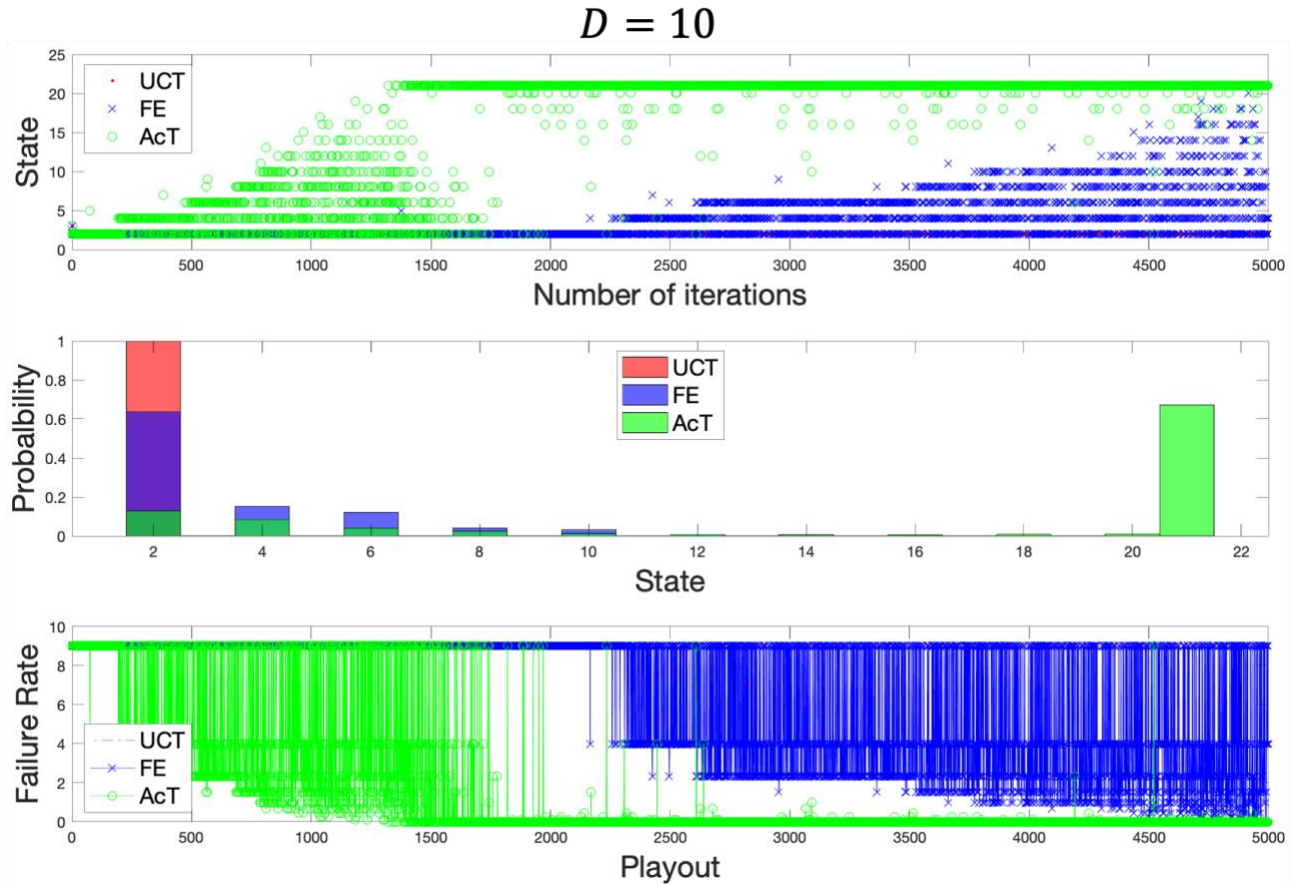 D = 10
25
20
15
10
5
0
UCT
FE
AcT
State
0 500 1000 1500 2000 2500 3000 3500 4000 4500 5000
Number of iterations
1
0.8
0.6
0.4
0.2
0
UCT
FE
AcT
Probalbility
2 4 6 8 10 12 14 16 18 20 22
State
10
8
6
4
2
0
UCT
FE
AcT
Failure Rate
0 500 1000 1500 2000 2500 3000 3500 4000 4500 5000
Playout